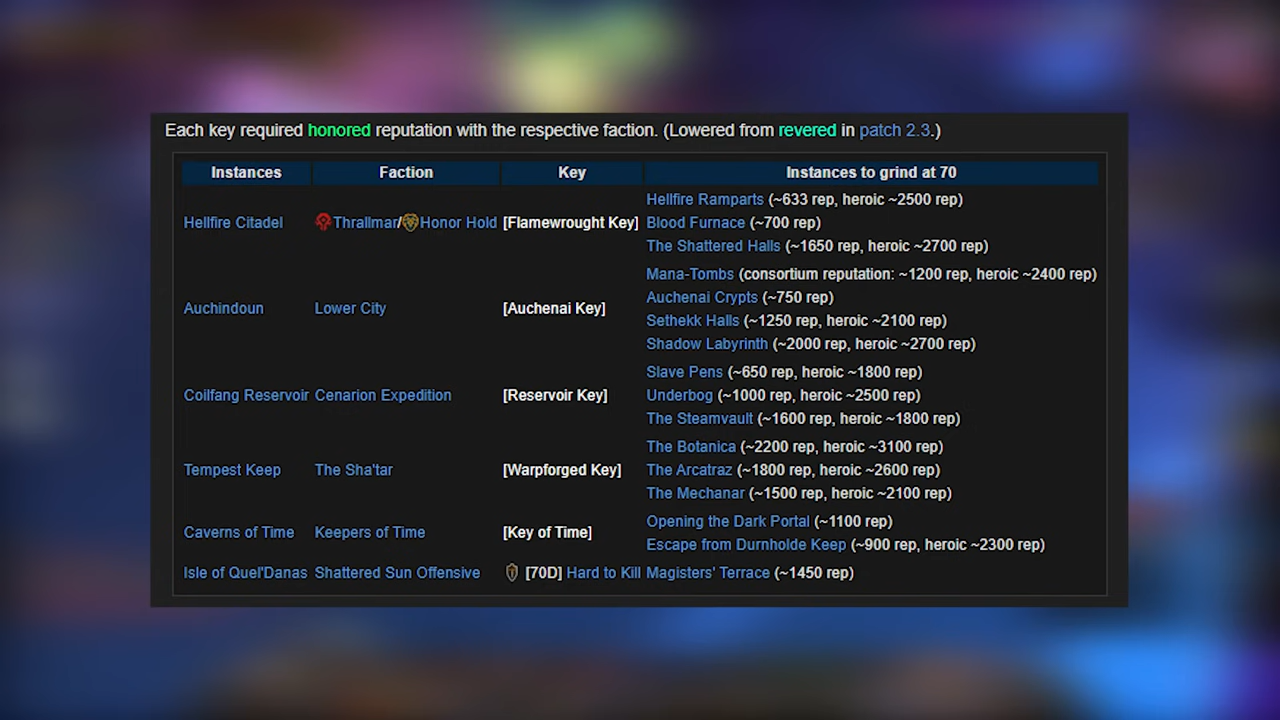 Each key required honored reputation with the respective faction. (Lowered from revered in patch 2.3.)
Instances Faction Key Instances to grind at 70
Hellfire Citadel Thrallmar/Honor Hold [Flamewrought Key]
Hellfire Ramparts (~633 rep, heroic ~2500 rep)
Blood Furnace (~700 rep)
The Shattered Halls (~1650 rep, heroic ~2700 rep)
Auchindoun Lower City [Auchenai Key]
Mana-Tombs (consortium reputation: ~1200 rep, heroic ~2400 rep)
Auchenai Crypts (~750 rep)
Sethekk Halls (~1250 rep, heroic ~2100 rep)
Shadow Labyrinth (~2000 rep, heroic ~2700 rep)
Coilfang Reservoir Cenarion Expedition [Reservoir Key]
Slave Pens (~650 rep, heroic ~1800 rep)
Underbog (~1000 rep, heroic ~2500 rep)
The Steamvault (~1600 rep, heroic ~1800 rep)
Tempest Keep The Sha'tar [Warpforged Key]
The Botanica (~2200 rep, heroic ~3100 rep)
The Arcatraz (~1800 rep, heroic ~2600 rep)
The Mechanar (~1500 rep, heroic ~2100 rep)
Caverns of Time Keepers of Time [Key of Time]
Opening the Dark Portal (~1100 rep)
Escape from Durnholde Keep (~900 rep, heroic ~2300 rep)
Isle of Quel'Danas Shattered Sun Offensive [70D] Hard to Kill Magisters' Terrace (~1450 rep)